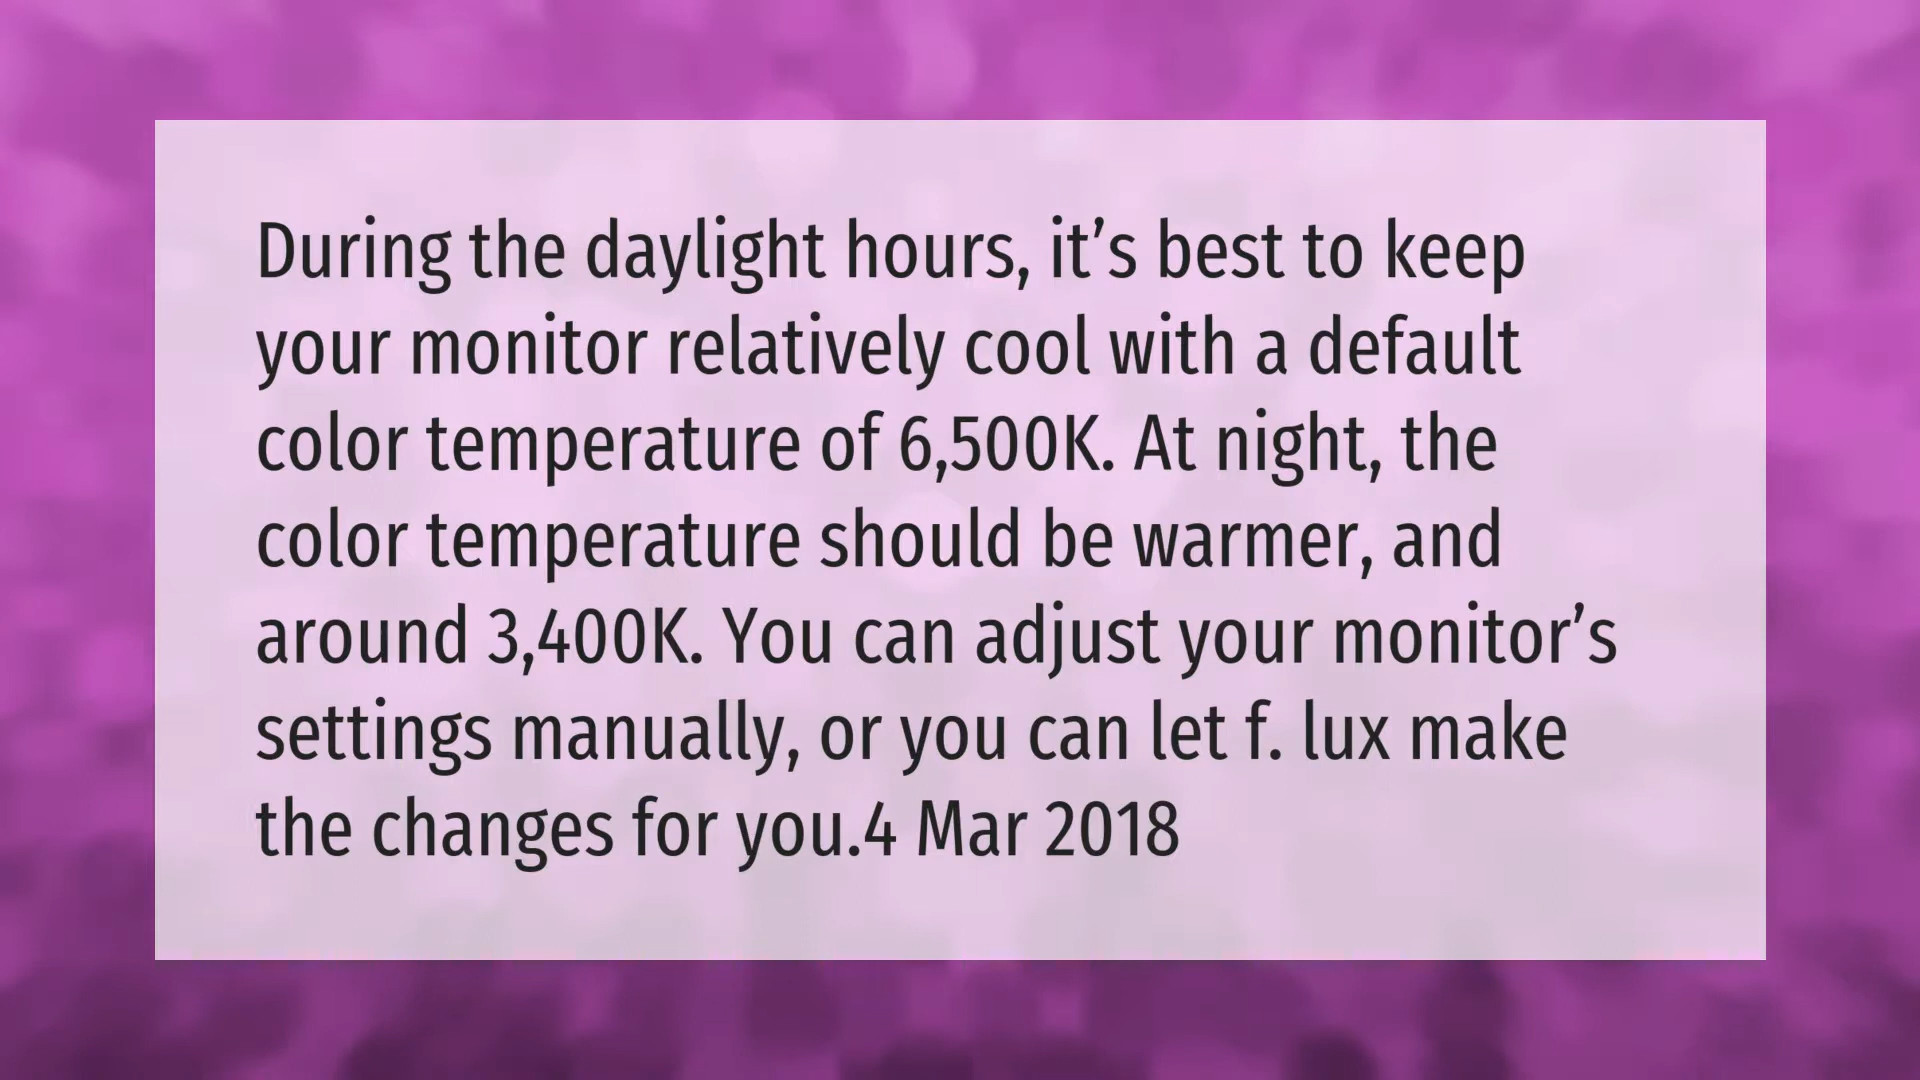 During the daylight hours, it’s best to keep
your monitor relatively cool with a default
color temperature of 6,500K. At night, the
color temperature should be warmer, and
around 3,400K. You can adjust your monitor’s
settings manually, or you can let f. lux make
the changes for you.4 Mar 2018